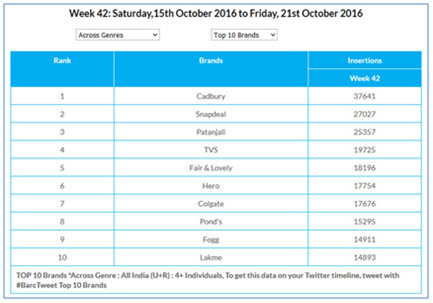 Week 42: Saturday,15th October 2016 to Friday, 21st October 2016
Across Genres Top 10 Brands
Rank Brands Insertions
Week 42
1 Cadbury 37641
2 Snapdeal 27027
3 Patanjali 25357
4 TVS 19725
5 Fair & Lovely 18196
6 Hero 17754
7 Colgate 17676
8 Pond's 15295
9 Fogg 14911
10 Lakme 14893
TOP 10 Brands *Across Genre : All India (U+R) : 4+ Individuals, To get this data on your Twitter timeline, tweet with
#BarcTweet Top 10 Brands